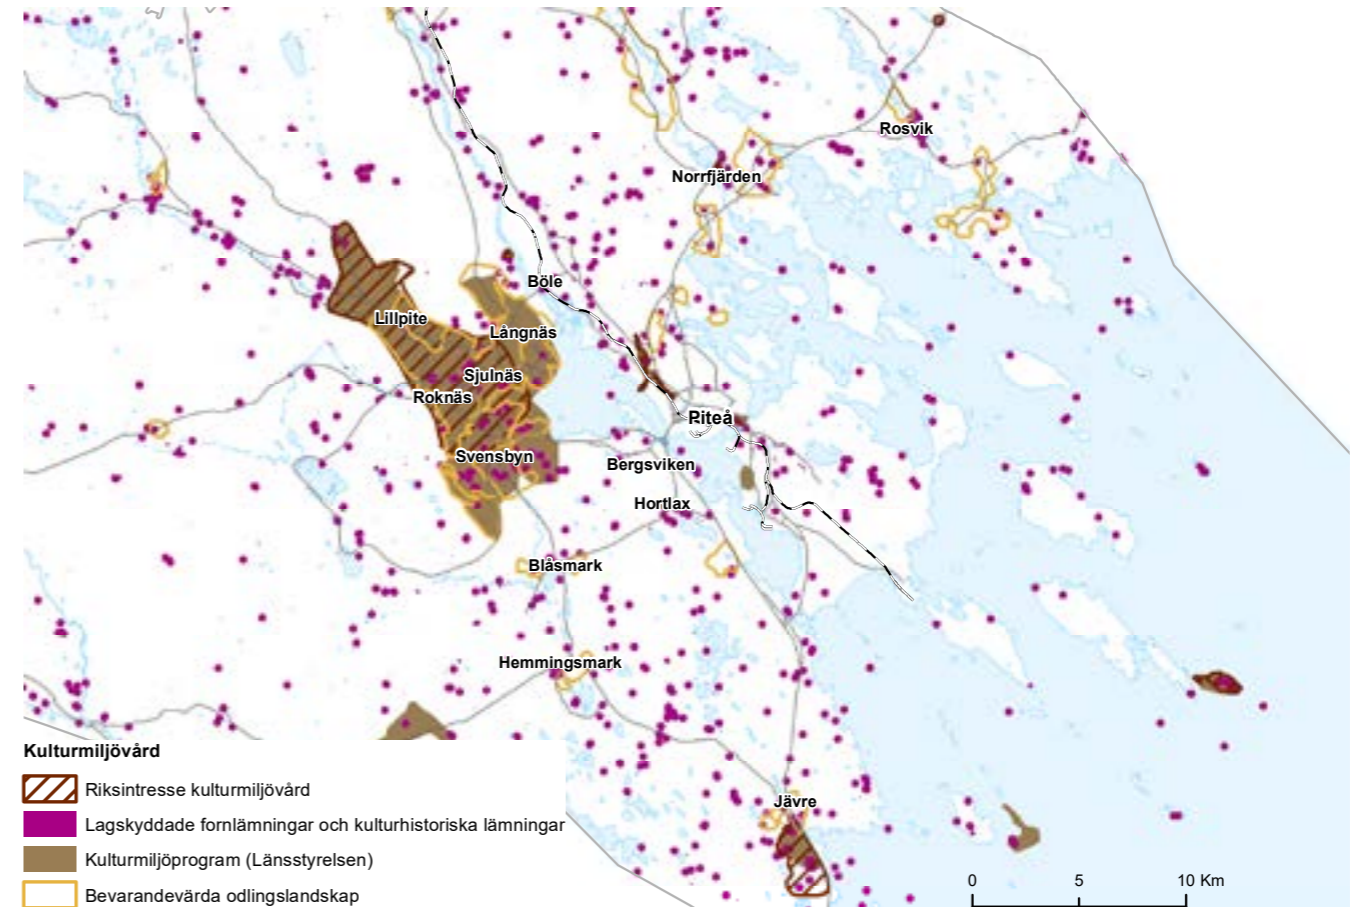 Rosvik
Norrfjärden
Böle
Lillpite
Långnäs
Sjulnäs
Roknäs
Piteå
Svensbyn
Bergsviken
Hortlax
Blåsmark
Hemmingsmark
Jävre
Kulturmiljövård
Riksintresse kulturmiljövård
Lagskyddade fornlämningar och kulturhistoriska lämningar
Kulturmiljöprogram (Länsstyrelsen)
Bevarandevärda odlingslandskap
0 5 10 Km